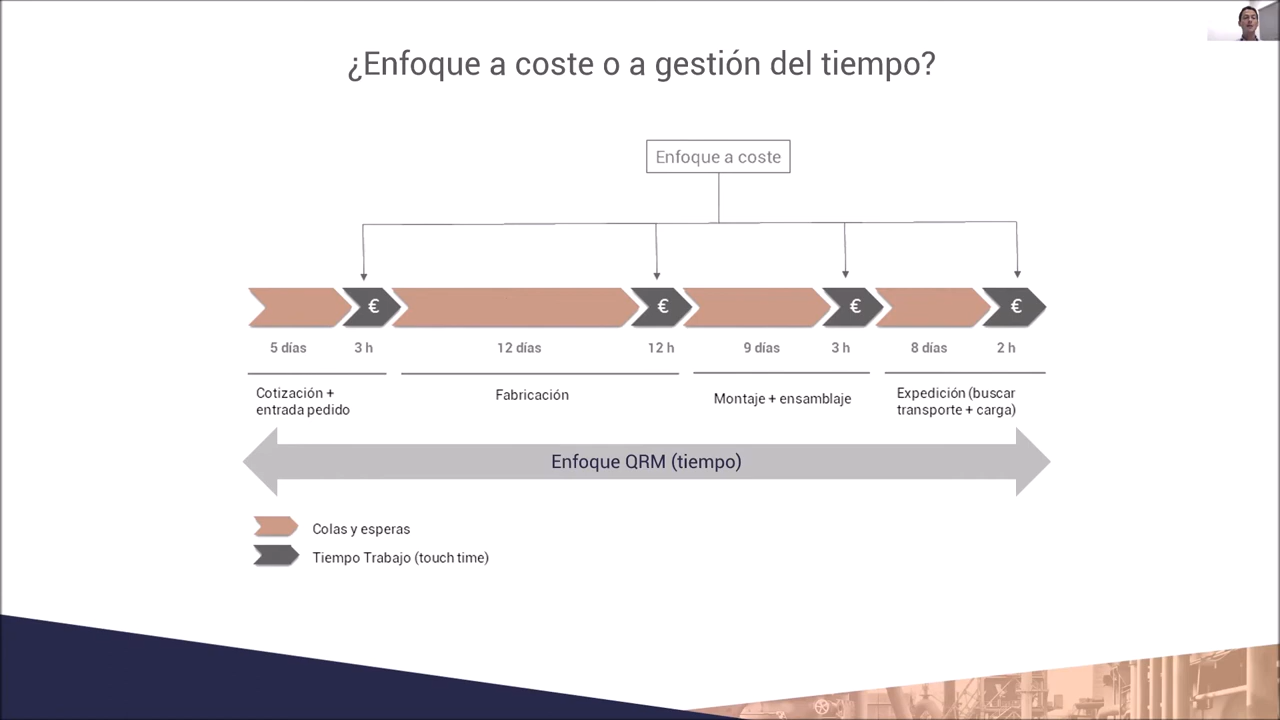 ¿Enfoque a coste o a gestión del tiempo?
Enfoque a coste
€ € € €
5 días 3 h 12 días 12 h 9 días 3 h 8 días 2 h
Cotización +
entrada pedido
Fabricación
Montaje + ensamblaje
Expedición (buscar
transporte + carga)
Enfoque QRM (tiempo)
Colas y esperas
Tiempo Trabajo (touch time)